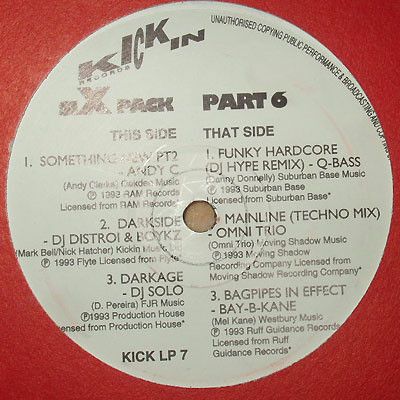 UNAUTHORISED COPYING PUBLIC PERFORMANCE & BROADCASTING AND COPYING
KICKIN
RECORDS
SIX PACK PART 6
THIS SIDE
1. SOMETHING NEW PT2
- ANDY C
(Andy Clarke)
1992 RAM Records
Licensed from RAM Records*
2. DARKSIDE
- DJ DISTROI & BOYKZ
(Mark Bell/Nick Hatcher) Kickin Music Ltd
℗ 1993 Flyte Licensed from Flyte*
3. DARKAGE
- DJ SOLO
(D. Pereira) FJR Music
℗ 1993 Production House
Licensed from Production House*
KICK LP 7
THAT SIDE
1. FUNKY HARDCORE
(DJ HYPE REMIX) - Q-BASS
(Danny Donnelly) Suburban Base Music
℗ 1993 Suburban Base
Licensed from Suburban Base*
2. MAINLINE (TECHNO MIX)
- OMNI TRIO
(Omni Trio) Moving Shadow Music
℗ 1993 Moving Shadow
Recording Company Licensed from
Moving Shadow Recording Company*
3. BAGPIPES IN EFFECT
- BAY-B-KANE
(Mel Kane) Westbury Music
℗ 1993 Ruff Guidance Records
Licensed from Ruff
Guidance Records*